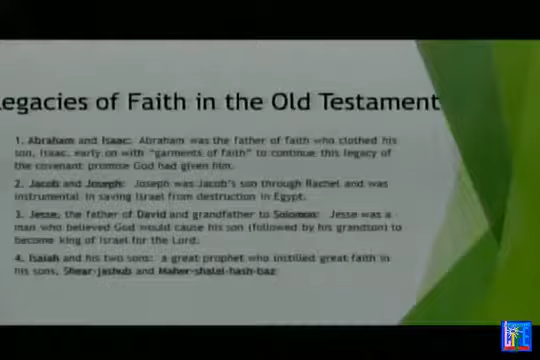 egacies of Faith in the Old Testament
1. Abraham and Isaac: Abraham was the father of faith who clothed his
son, Isaac, early on with "garments of faith" to continue this legacy of
the covenant promise God had given him.
2. Jacob and Joseph: Joseph was Jacob's son through Rachel and was
instrumental in saving Israel from destruction in Egypt.
3. Jesse, the father of David and grandfather to Solomon: Jesse was a
man who believed God would cause his son (followed by his grandson) to
become king of Israel for the Lord.
4. Isaiah and his two sons: a great prophet who instilled great faith in
his sons, Shear-jashub and Maher-shalal-hash-baz